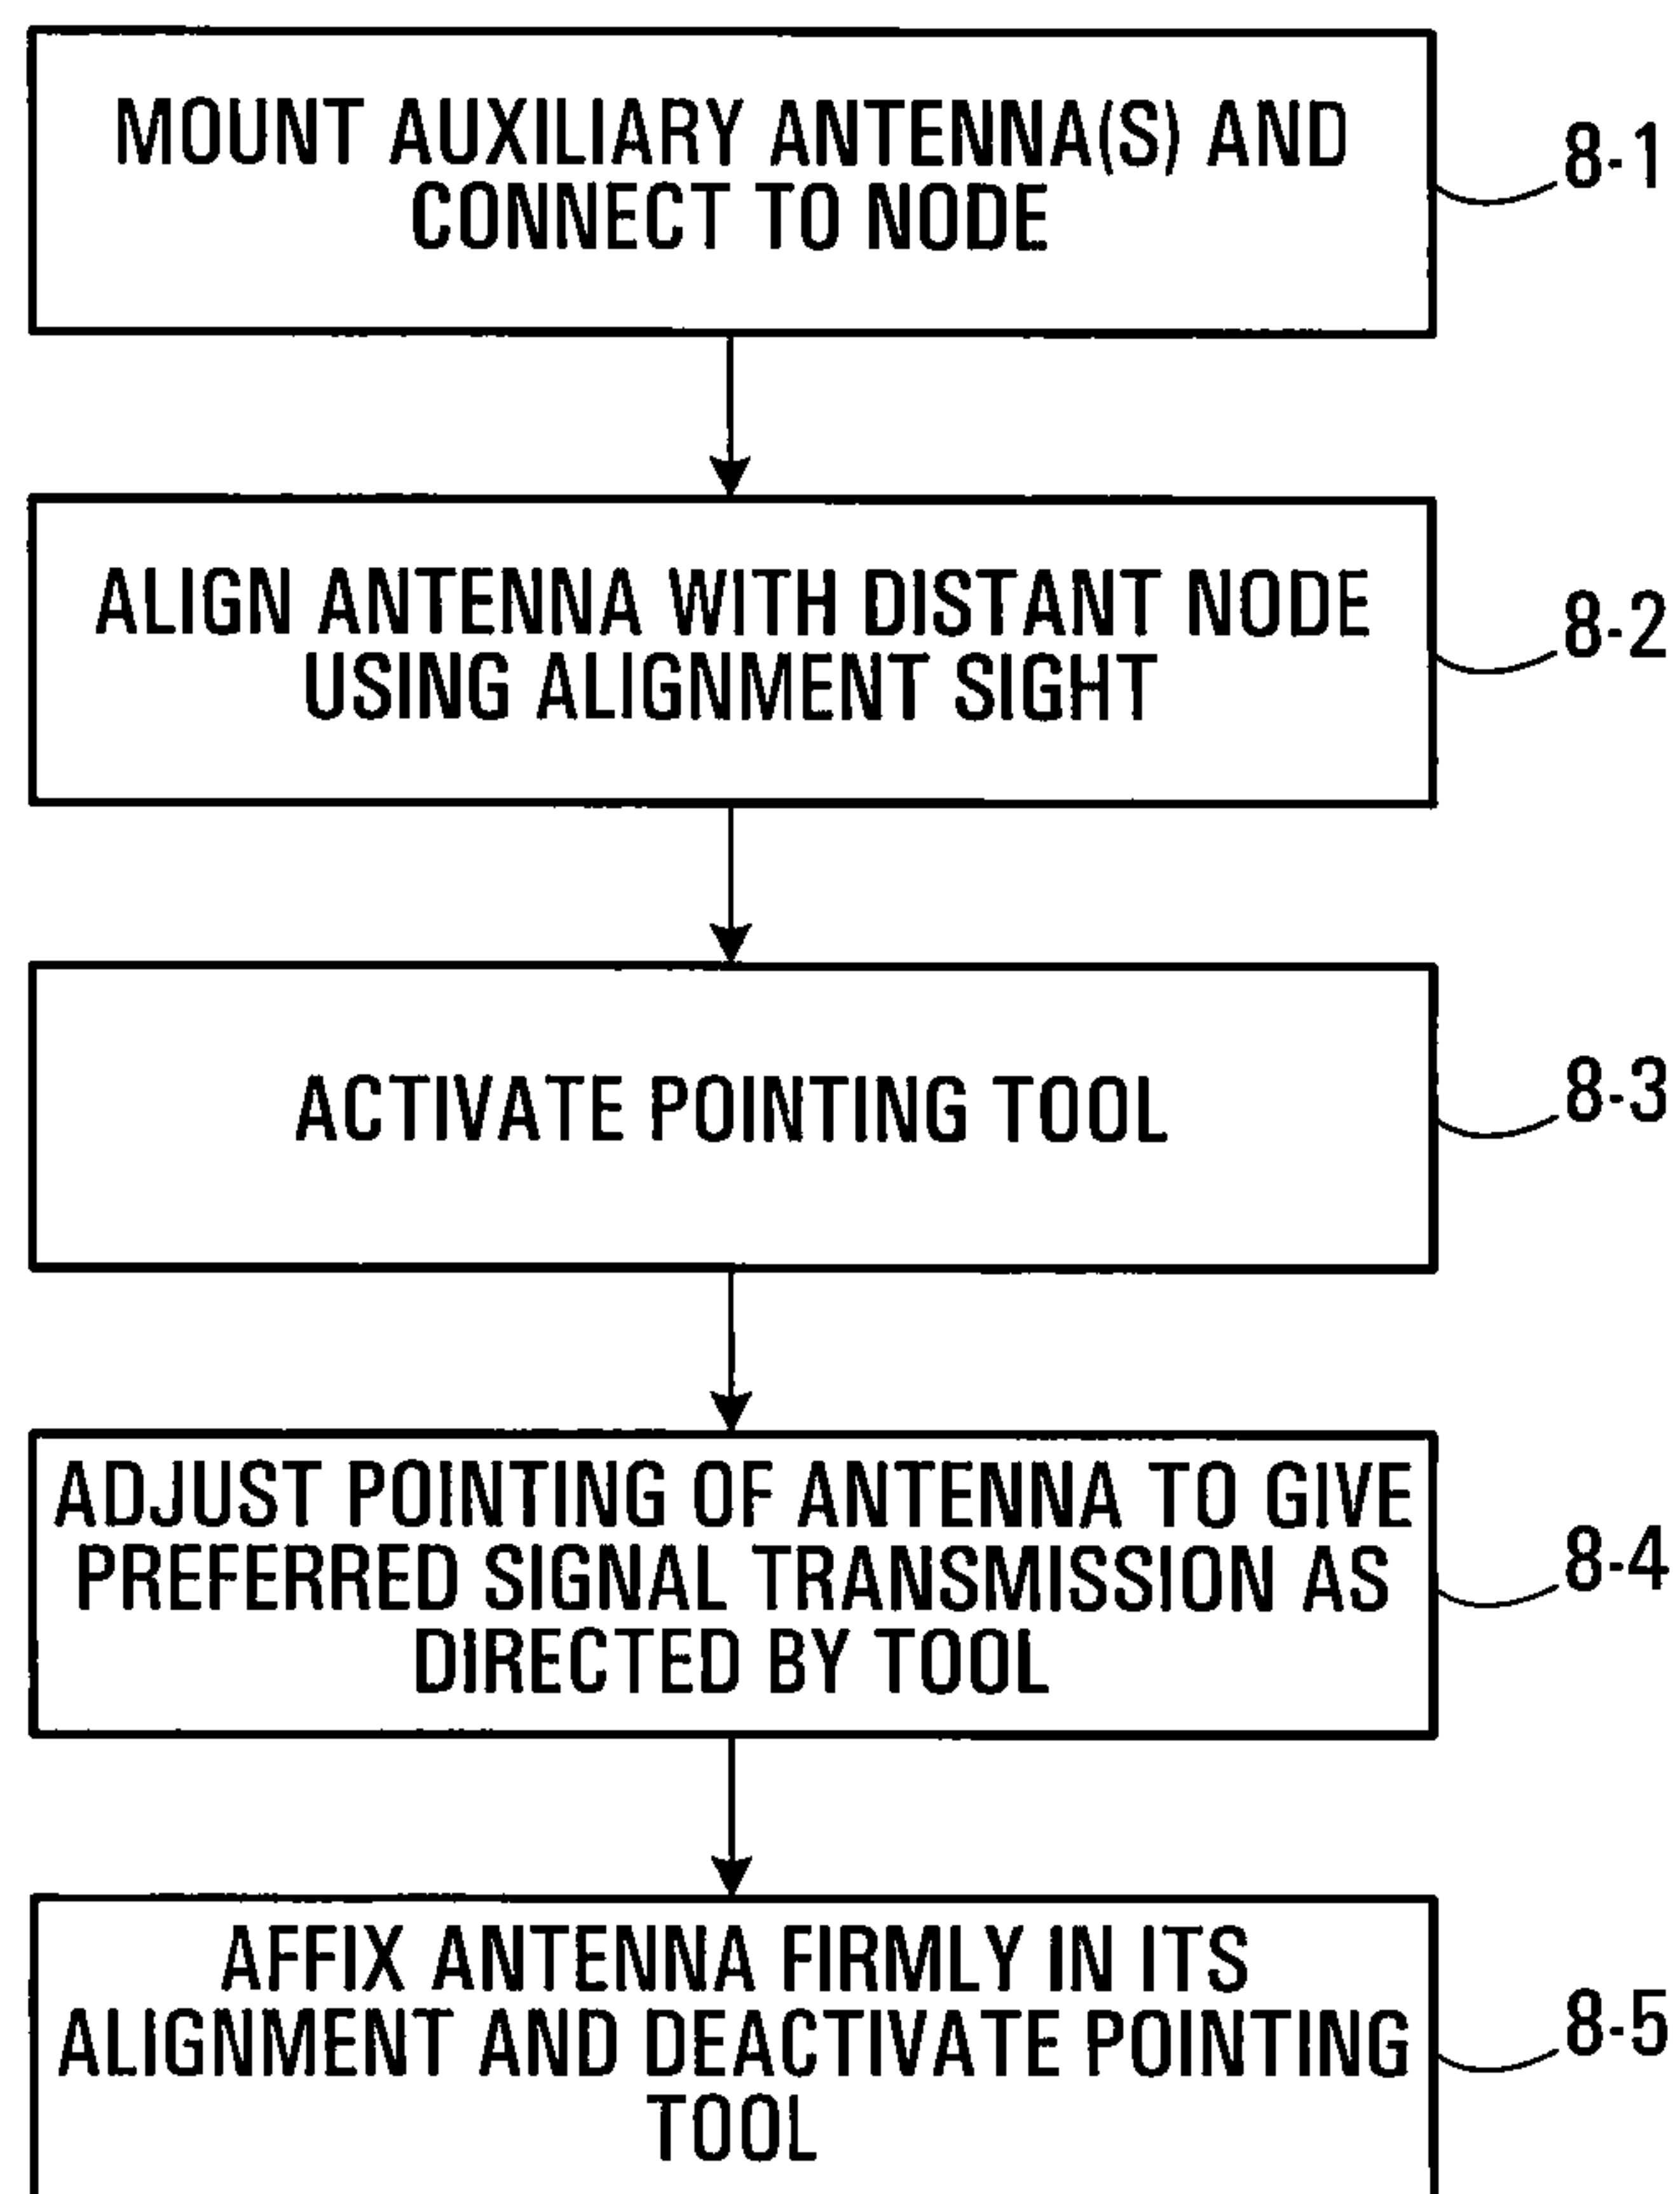 MOUNT AUXILIARY ANTENNA(S) AND
CONNECT TO NODE
8-1
ALIGN ANTENNA WITH DISTANT NODE
USING ALIGNMENT SIGHT
8-2
ACTIVATE POINTING TOOL
8-3
ADJUST POINTING OF ANTENNA TO GIVE
PREFERRED SIGNAL TRANSMISSION AS
DIRECTED BY TOOL
8-4
AFFIX ANTENNA FIRMLY IN ITS
ALIGNMENT AND DEACTIVATE POINTING
TOOL
8-5